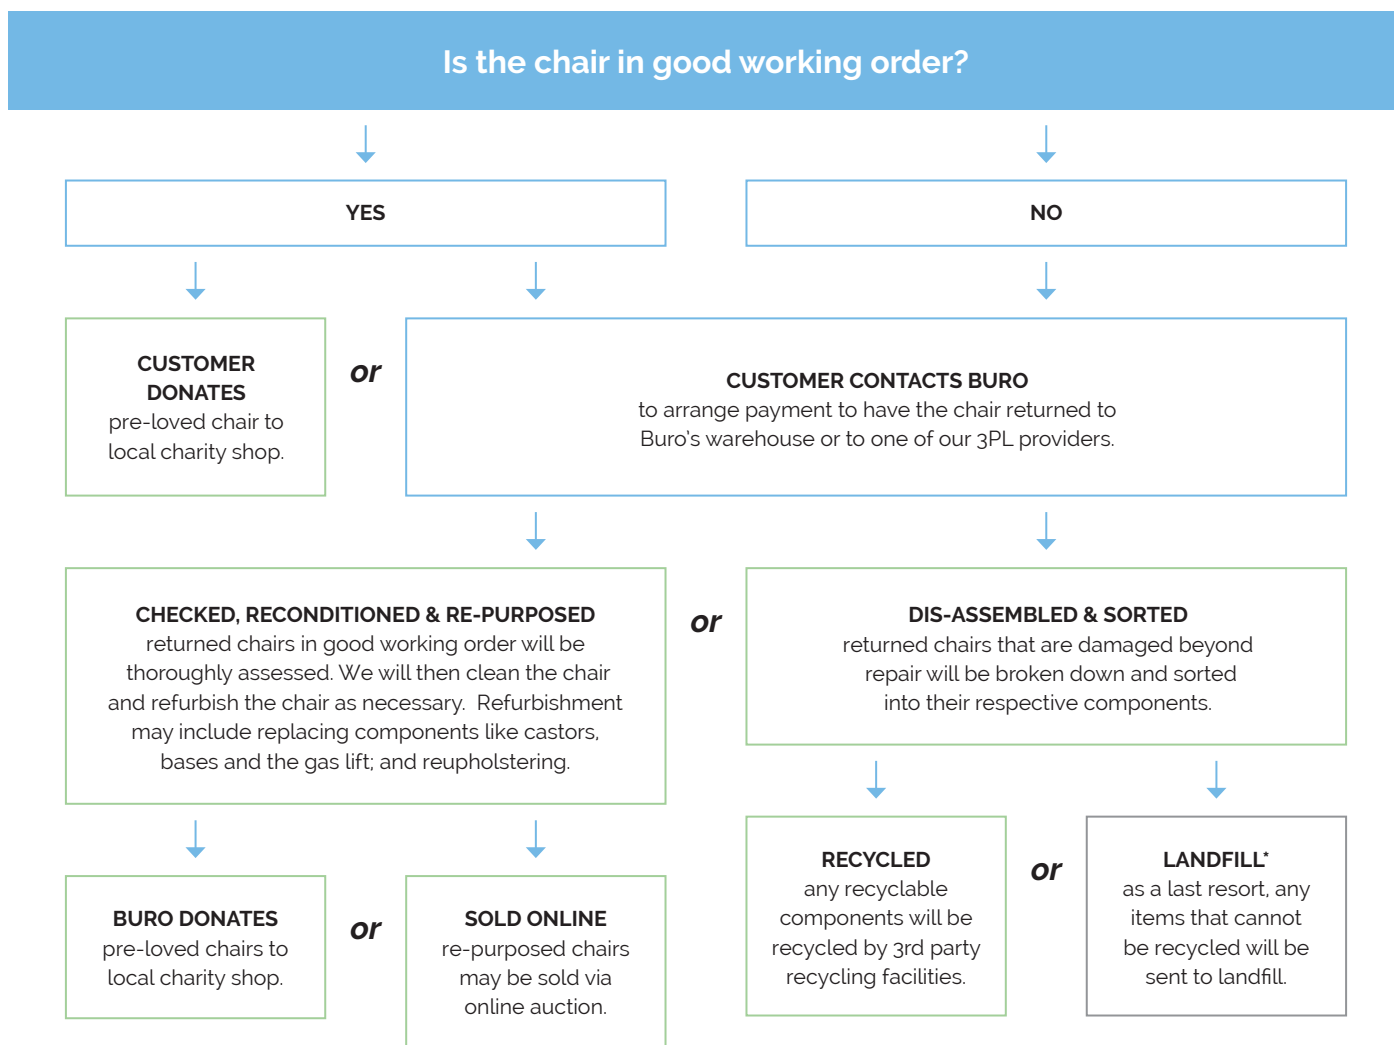 Is the chair in good working order?
YES
NO
CUSTOMER
DONATES
pre-loved chair to
local charity shop.
or
CUSTOMER CONTACTS BURO
to arrange payment to have the chair returned to
Buro's warehouse or to one of our 3PL providers.
CHECKED, RECONDITIONED & RE-PURPOSED
returned chairs in good working order will be
thoroughly assessed. We will then clean the chair
and refurbish the chair as necessary.  Refurbishment
may include replacing components like castors,
bases and the gas lift; and reupholstering.
or
DIS-ASSEMBLED & SORTED
returned chairs that are damaged beyond
repair will be broken down and sorted
into their respective components.
BURO DONATES
pre-loved chairs to
local charity shop.
or
SOLD ONLINE
re-purposed chairs
may be sold via
online auction.
RECYCLED
any recyclable
components will be
recycled by 3rd party
recycling facilities.
or
LANDFILL*
as a last resort, any
items that cannot
be recycled will be
sent to landfill.